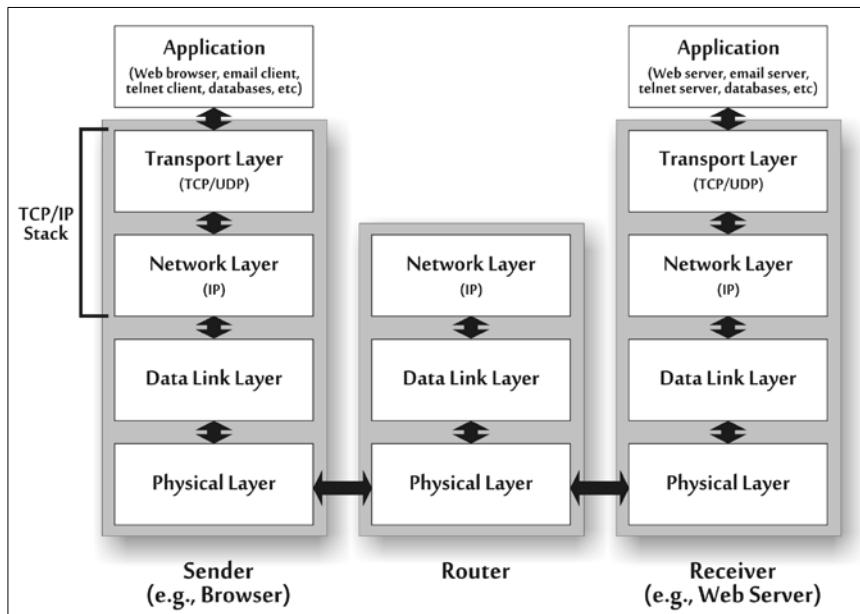 Application
(Web browser, email client,
telnet client, databases, etc)
Transport Layer
(TCP/UDP)
TCP/IP
Stack
Network Layer
(IP)
Data Link Layer
Physical Layer
Sender
(e.g., Browser)
Network Layer
(IP)
Data Link Layer
Physical Layer
Router
Application
(Web server, email server,
telnet server, databases, etc)
Transport Layer
(TCP/UDP)
Network Layer
(IP)
Data Link Layer
Physical Layer
Receiver
(e.g., Web Server)